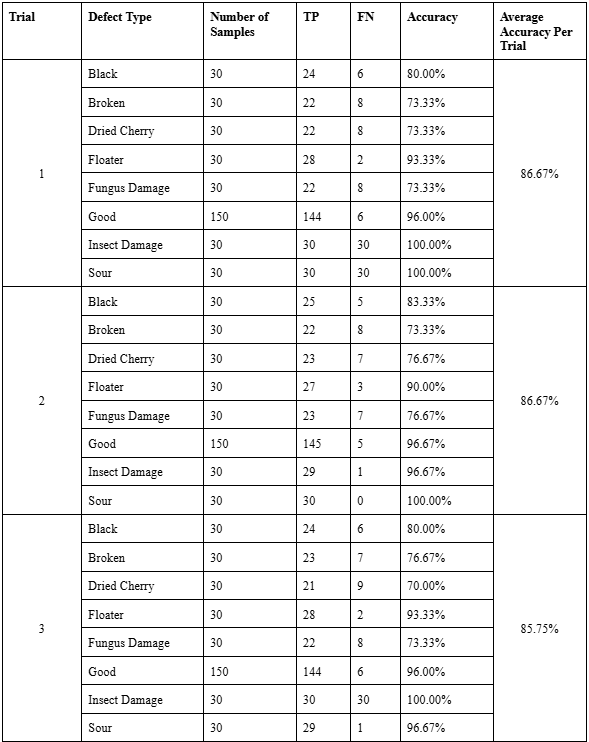 Trial Defect Type Number of Samples TP FN Accuracy Average Accuracy Per Trial
1 86.67%
Black 30 24 6 80.00%
Broken 30 22 8 73.33%
Dried Cherry 30 22 8 73.33%
Floater 30 28 2 93.33%
Fungus Damage 30 22 8 73.33%
Good 150 144 6 96.00%
Insect Damage 30 30 30 100.00%
Sour 30 30 30 100.00%
2 86.67%
Black 30 25 5 83.33%
Broken 30 22 8 73.33%
Dried Cherry 30 23 7 76.67%
Floater 30 27 3 90.00%
Fungus Damage 30 23 7 76.67%
Good 150 145 5 96.67%
Insect Damage 30 29 1 96.67%
Sour 30 30 0 100.00%
3 85.75%
Black 30 24 6 80.00%
Broken 30 23 7 76.67%
Dried Cherry 30 21 9 70.00%
Floater 30 28 2 93.33%
Fungus Damage 30 22 8 73.33%
Good 150 144 6 96.00%
Insect Damage 30 30 30 100.00%
Sour 30 29 1 96.67%